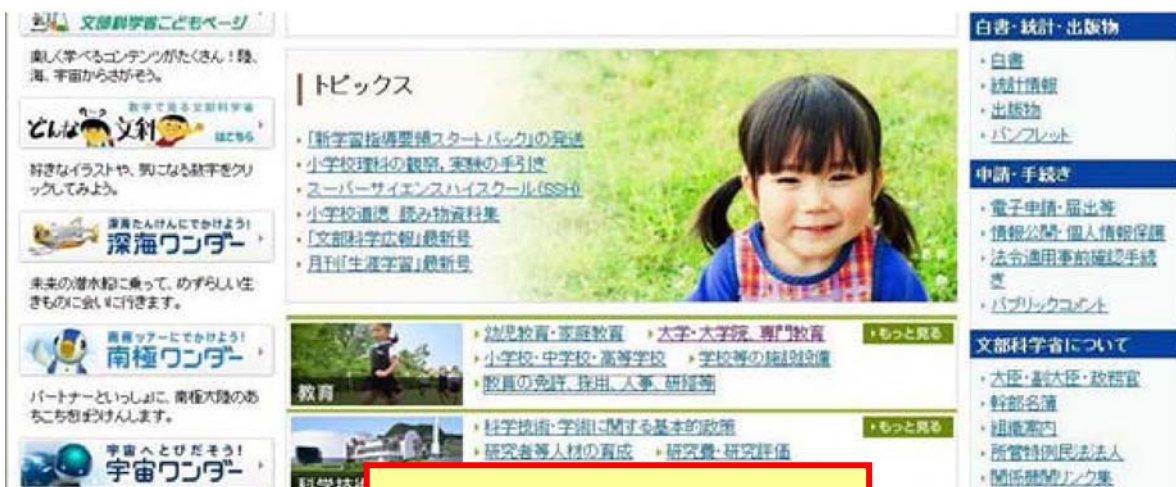 文部科学省こどもページ
楽しく学べるコンテンツがたくさん!陸、
海、宇宙からさがそう。
数字で見る文部科学省
どんな 文科 はこちら
好きなイラストや、気になる数字をクリ
ックしてみよう。
深海たんけんにでかけよう!
深海ワンダー
未来の潜水船に乗って、めずらしい生
きものに会いに行きます。
南極ツアーにでかけよう!
南極ワンダー
パートナーといっしょに、南極大陸のあ
ちこちをぼうけんします。
宇宙へとびだそう!
宇宙ワンダー
トピックス
「新学習指導要領スタートパック」の発送
小学校理科の観察,実験の手引き
スーパーサイエンスハイスクール(SSH)
小学校道徳 読み物資料集
「文部科学広報」最新号
月刊「生涯学習」最新号
教育
幼児教育・家庭教育 大学・大学院、専門教育 もっと見る
小学校・中学校・高等学校 学校等の施設設備
教員の免許、採用、人事、研修等
科学技術
科学技術・学術に関する基本的政策 もっと見る
研究者等人材の育成 研究費・研究評価
白書・統計・出版物
白書
統計情報
出版物
パンフレット
申請・手続き
電子申請・届出等
情報公開・個人情報保護
法令適用事前確認手続
き
パブリックコメント
文部科学省について
大臣・副大臣・政務官
幹部名簿
組織案内
所管特例民法法人
関係機関リンク集